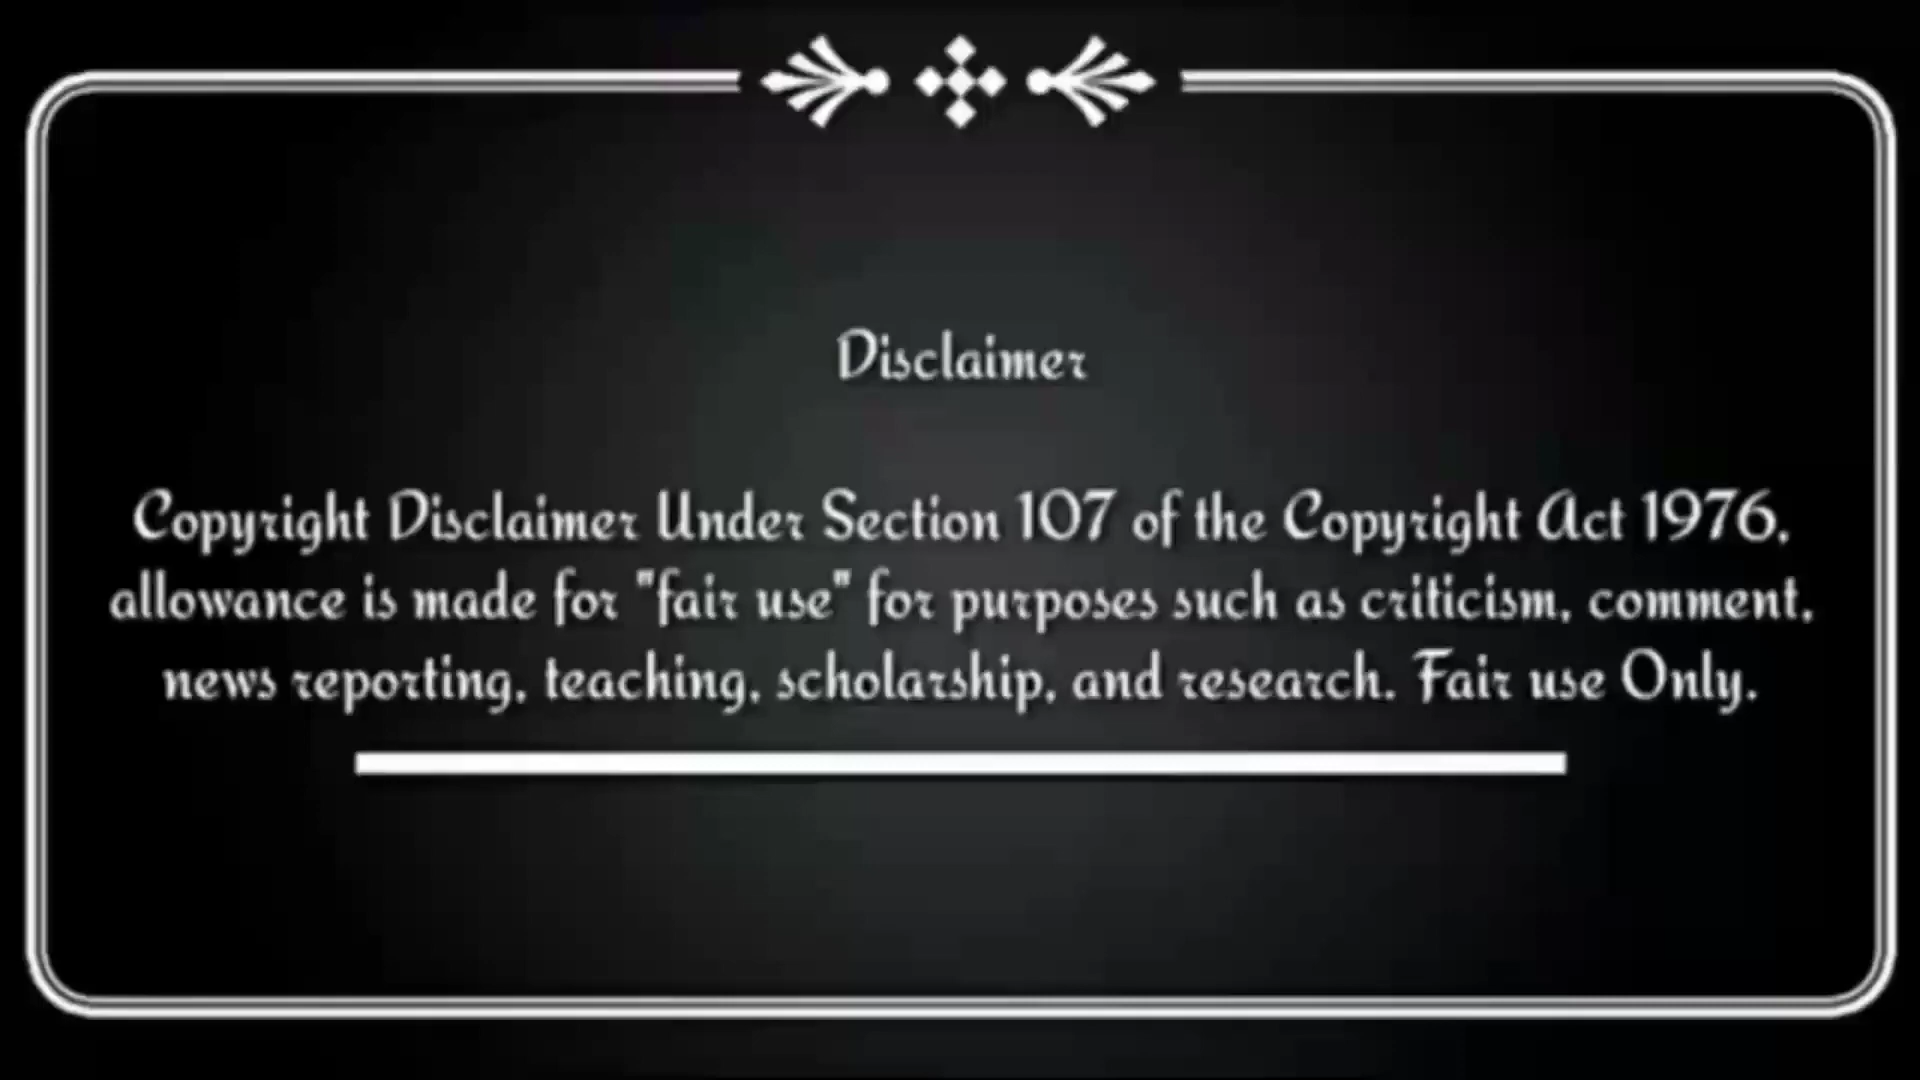 Disclaimer
Copyright Disclaimer Under Section 107 of the Copyright Act 1976,
allowance is made for "fair use" for purposes such as criticism, comment,
news reporting, teaching, scholarship, and research. Fair use Only.